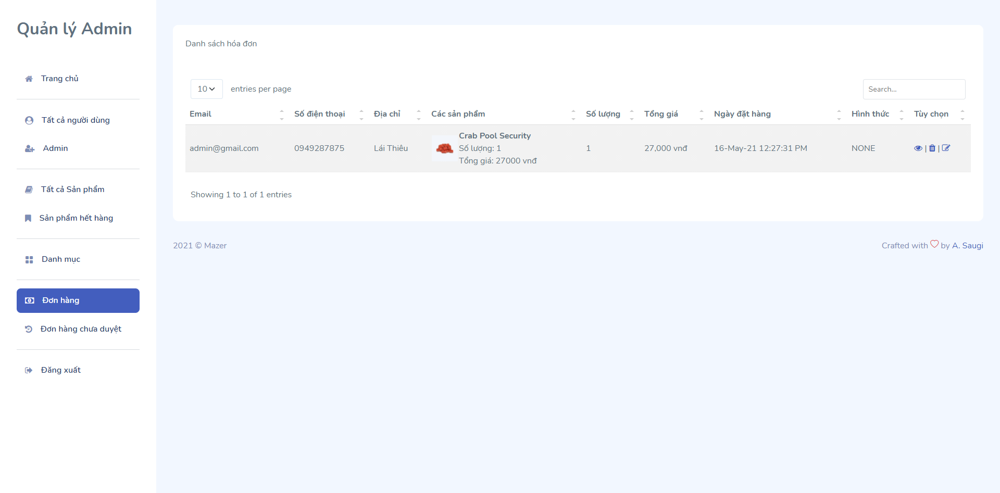 Quản lý Admin
Trang chủ
Tất cả người dùng
Admin
Tất cả Sản phẩm
Sản phẩm hết hàng
Danh mục
Đơn hàng
Đơn hàng chưa duyệt
Đăng xuất
Danh sách hóa đơn
10 entries per page
Search...
Email Số điện thoại Địa chỉ Các sản phẩm Số lượng Tổng giá Ngày đặt hàng Hình thức Tùy chọn
Crab Pool Security
admin@gmail.com 0949287875 Lái Thiêu Số lượng: 1 1 27,000 vnđ 16-May-21 12:27:31 PM NONE | |
Tổng giá: 27000 vnđ
Showing 1 to 1 of 1 entries
2021 © Mazer
Crafted with by A. Saugi